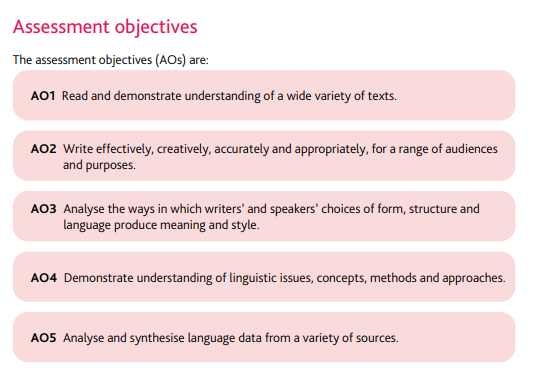 Assessment objectives
The assessment objectives (AOs) are:
AO1 Read and demonstrate understanding of a wide variety of texts.
AO2 Write effectively, creatively, accurately and appropriately, for a range of audiences
and purposes.
AO3 Analyse the ways in which writers' and speakers' choices of form, structure and
language produce meaning and style.
AO4 Demonstrate understanding of linguistic issues, concepts, methods and approaches.
AO5 Analyse and synthesise language data from a variety of sources.